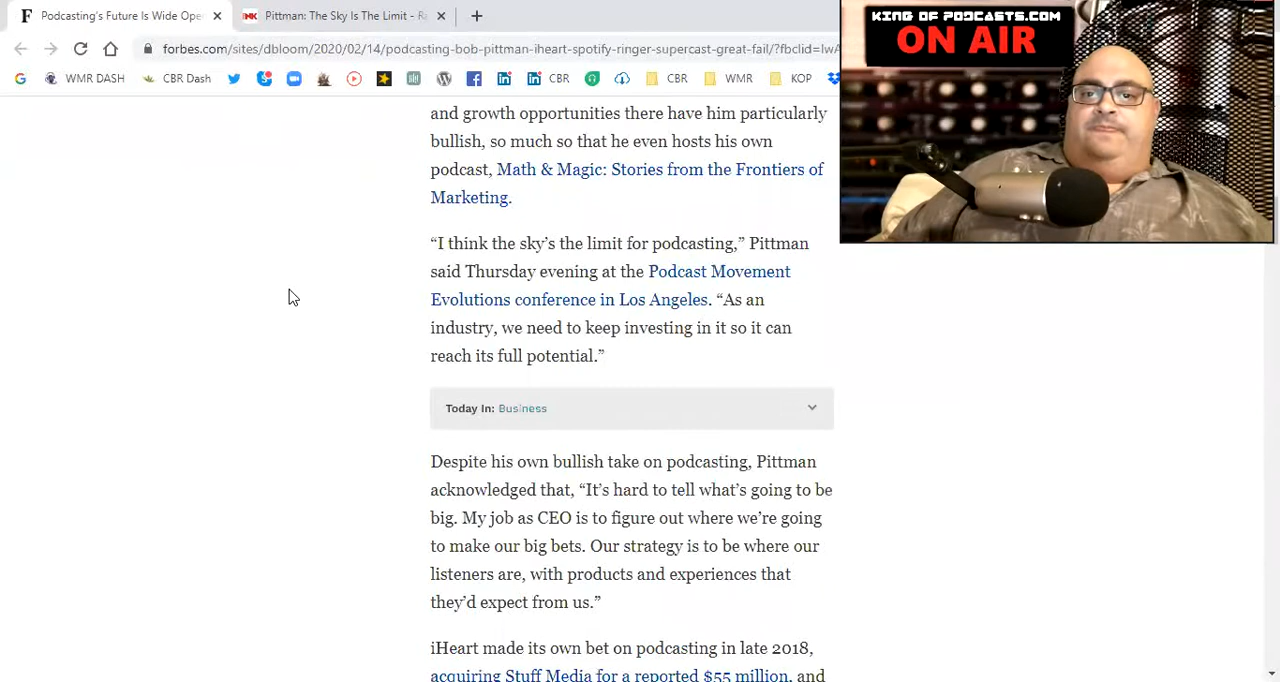 Podcasting's Future Is Wide Ope
Pittman: The Sky Is The Limit - Ra
forbes.com/sites/dbloom/2020/02/14/podcasting-bob-pittman-iheart-spotify-ringer-supercast-great-fail/?fbclid=IwA
WMR DASH CBR Dash CBR CBR WMR KOP
KING OF PODCASTS.COM
ON AIR
and growth opportunities there have him particularly
bullish, so much so that he even hosts his own
podcast, Math & Magic: Stories from the Frontiers of
Marketing.
“I think the sky’s the limit for podcasting,” Pittman
said Thursday evening at the Podcast Movement
Evolutions conference in Los Angeles. “As an
industry, we need to keep investing in it so it can
reach its full potential.”
Today In: Business
Despite his own bullish take on podcasting, Pittman
acknowledged that, “It’s hard to tell what’s going to be
big. My job as CEO is to figure out where we’re going
to make our big bets. Our strategy is to be where our
listeners are, with products and experiences that
they’d expect from us.”
iHeart made its own bet on podcasting in late 2018,
acquiring Stuff Media for a reported $55 million, and